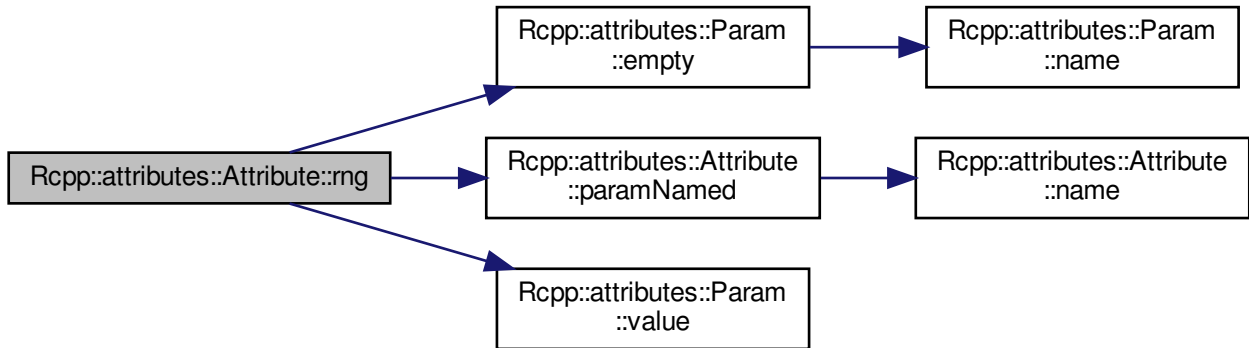 Rcpp::attributes::Attribute::rng
Rcpp::attributes::Param
::empty
Rcpp::attributes::Param
::name
Rcpp::attributes::Attribute
::paramNamed
Rcpp::attributes::Attribute
::name
Rcpp::attributes::Param
::value